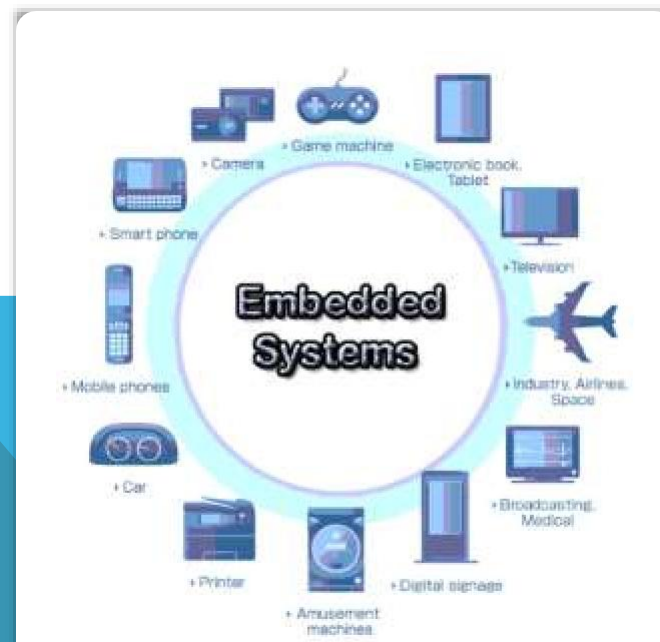 Embedded
Systems
Game machine
Electronic book,
Tablet
Television
Industry, Airlines,
Space
Broadcasting,
Medical
Digital signage
Amusement
machines
Printer
Car
Mobile phones
Smart phone
Camera